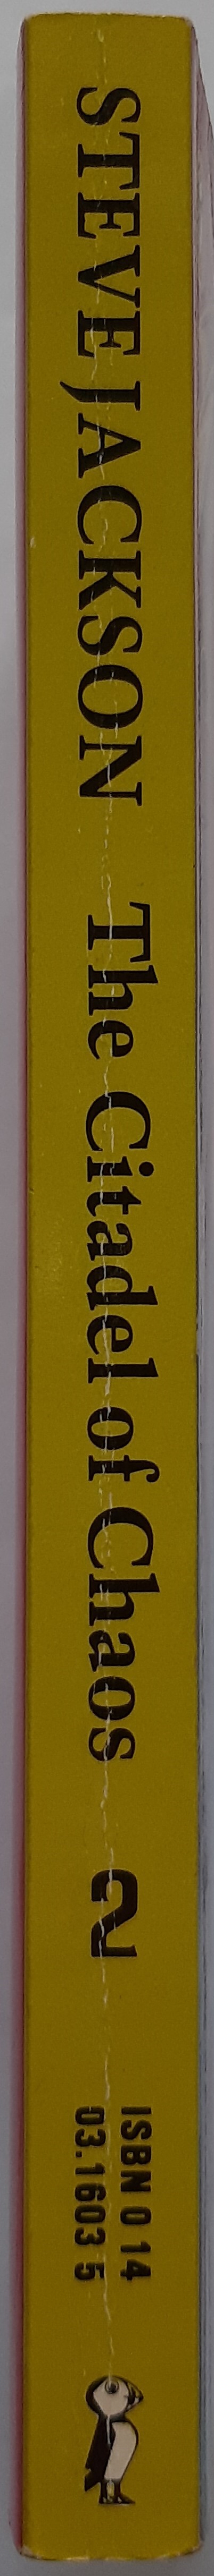 STEVE JACKSON The Citadel of Chaos 2
ISBN 0 14
03.1603 5